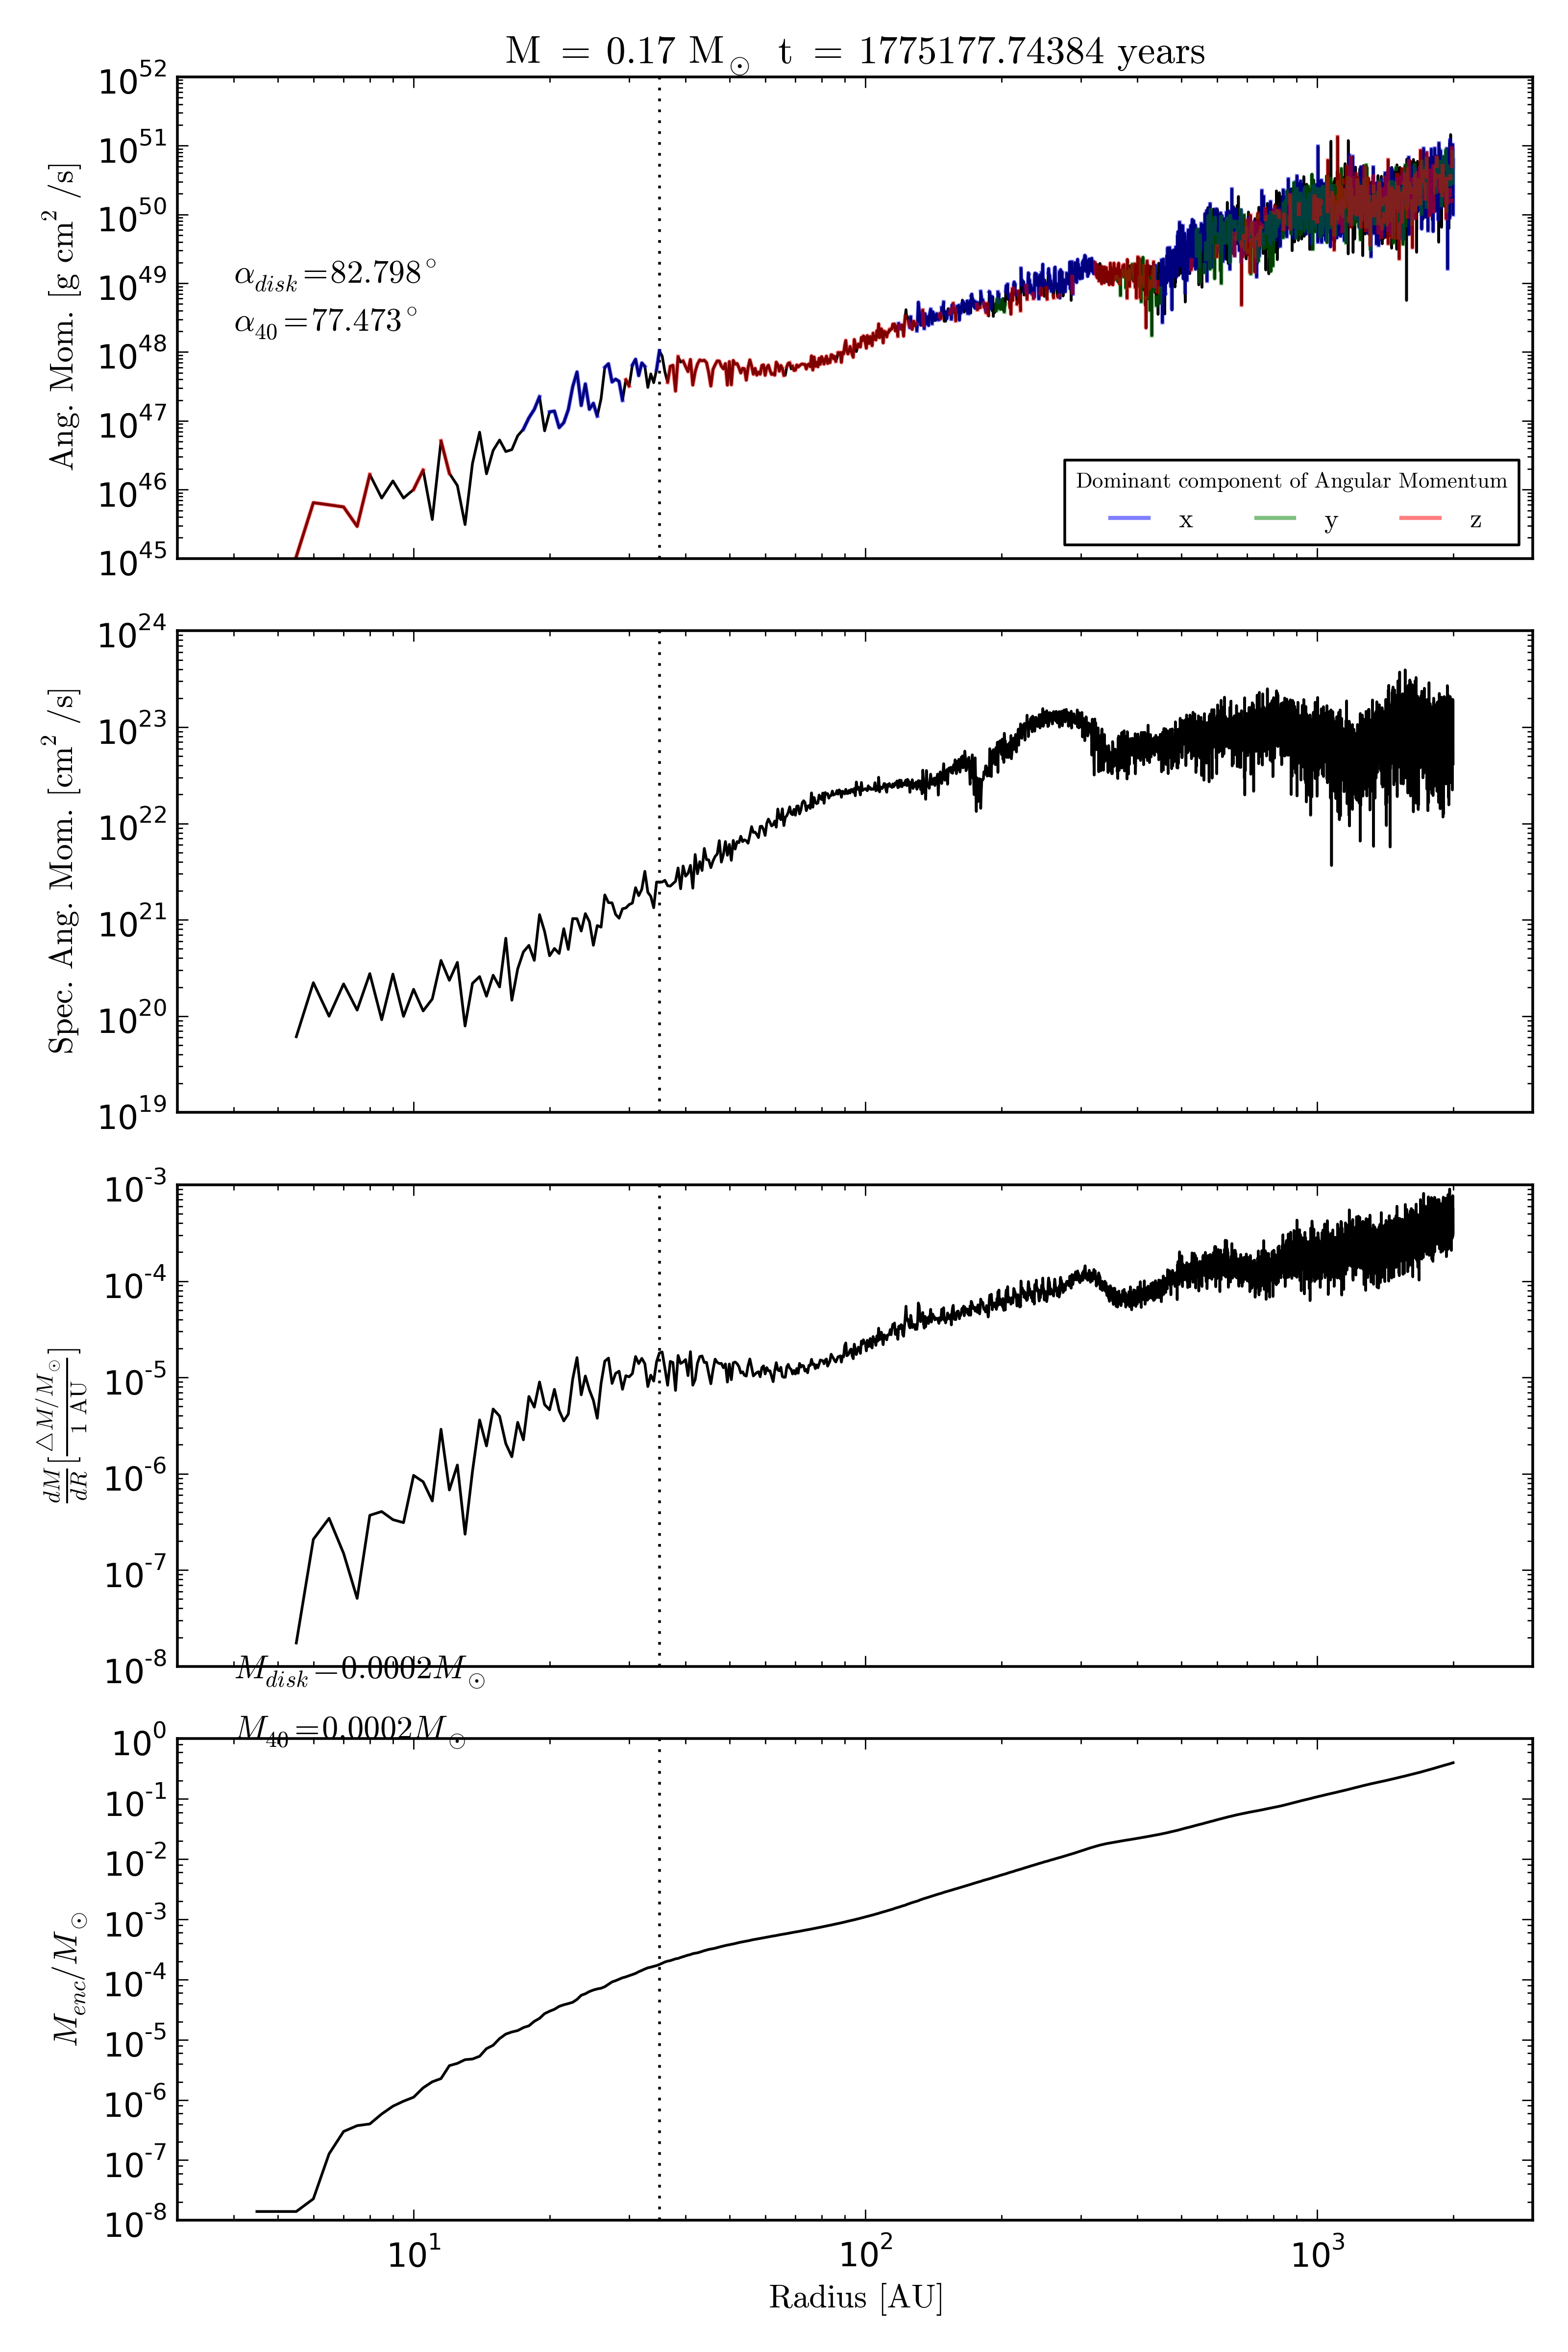 M = 0.17 M⊙ t = 1775177.74384 years
10^52
10^51
10^50
10^49
10^48
10^47
10^46
10^45
Ang. Mom. [g cm^2 /s]
α_disk=82.798°
α_40=77.473°
Dominant component of Angular Momentum
x y z
10^24
10^23
10^22
10^21
10^20
10^19
Spec. Ang. Mom. [cm^2 /s]
10^-3
10^-4
10^-5
10^-6
10^-7
10^-8
dM/dR [△M/M⊙ / 1 AU]
M_disk=0.0002M⊙
M_40=0.0002M⊙
10^0
10^-1
10^-2
10^-3
10^-4
10^-5
10^-6
10^-7
10^-8
M_enc/M⊙
10^1 10^2 10^3
Radius [AU]